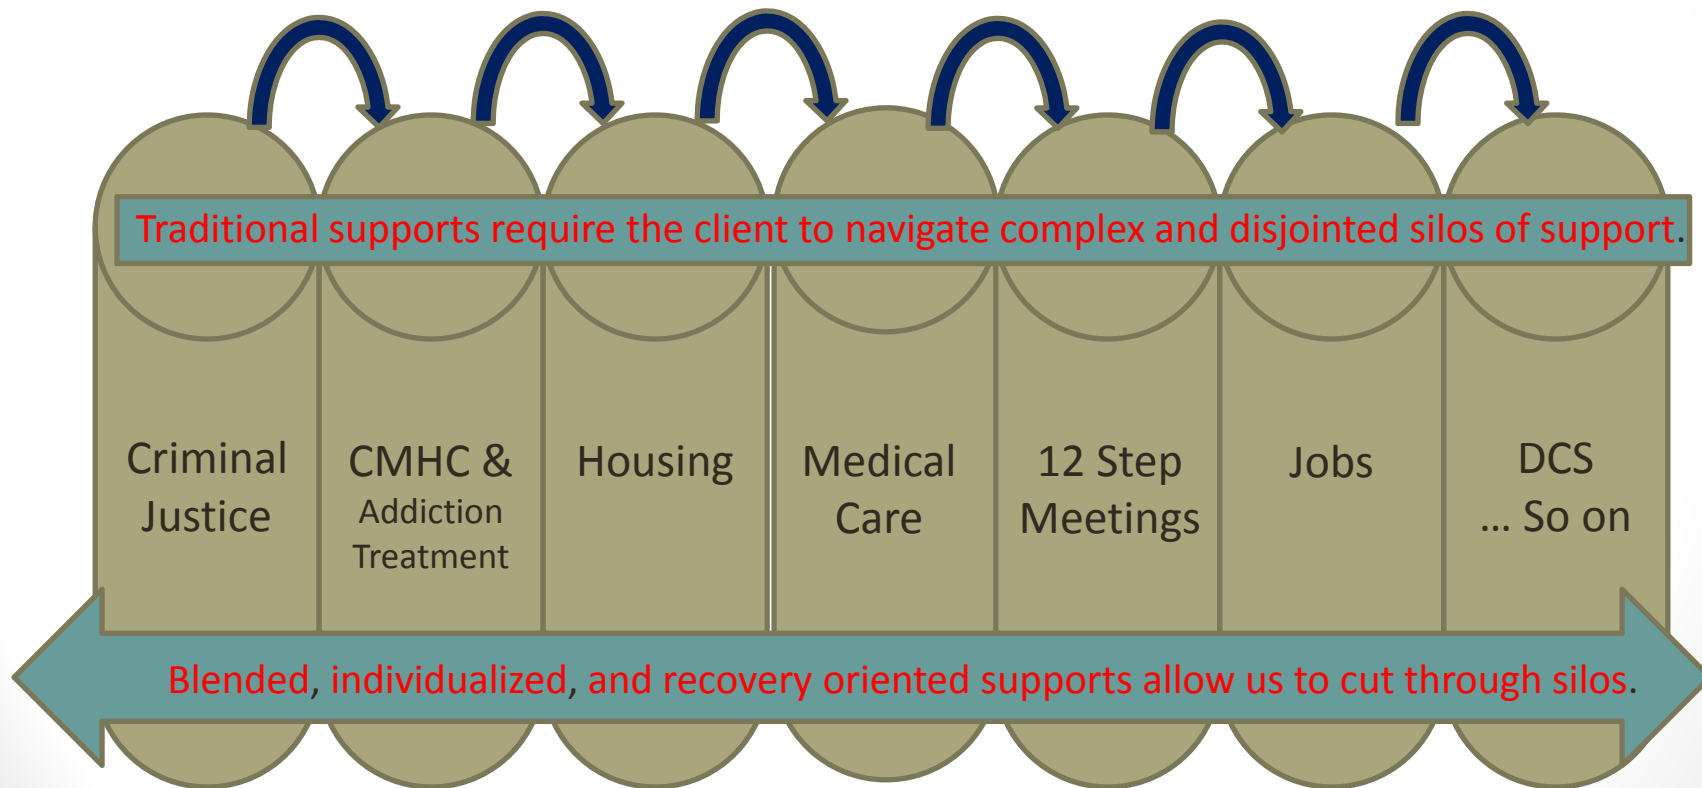 Traditional supports require the client to navigate complex and disjointed silos of support.
Criminal
Justice
CMHC &
Addiction
Treatment
Housing
Medical
Care
12 Step
Meetings
Jobs
DCS
... So on
Blended, individualized, and recovery oriented supports allow us to cut through silos.